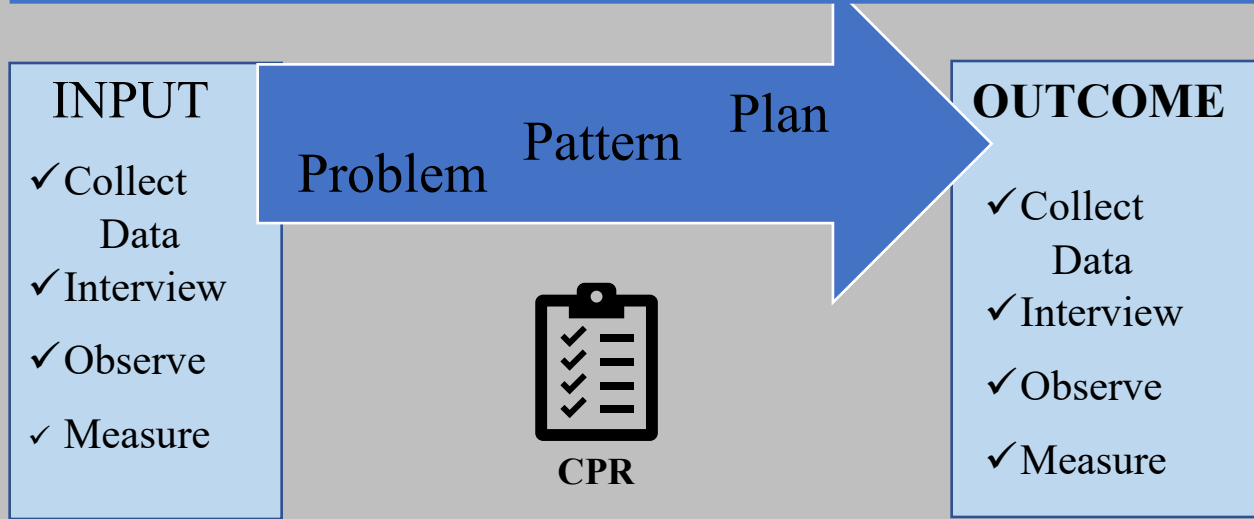 INPUT
✓Collect
Data
✓Interview
✓Observe
✓ Measure
Problem
Pattern
Plan
CPR
OUTCOME
✓Collect
Data
✓Interview
✓Observe
✓Measure